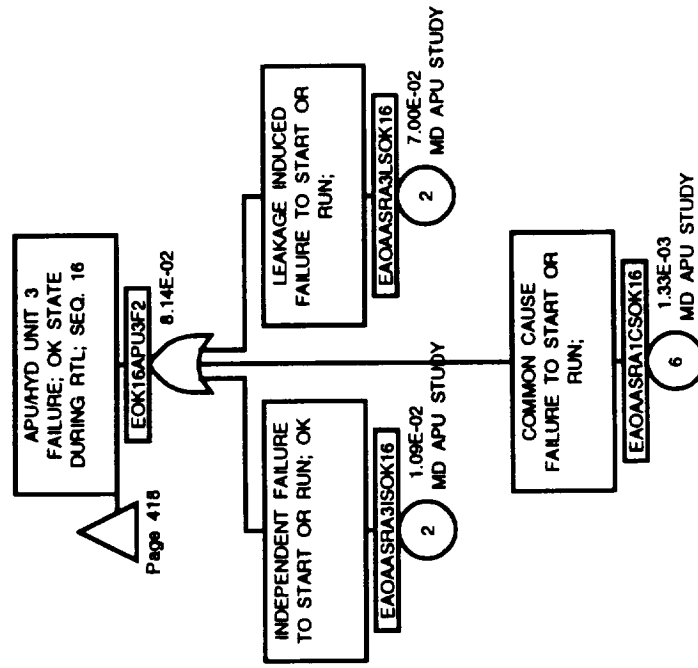 APU/HYD UNIT 3
FAILURE; OK STATE
DURING RTL; SEQ. 16
Page 418
EOK16APU3F2
8.14E-02
INDEPENDENT FAILURE
TO START OR RUN; OK
EAOAASRA3ISOK16
1.09E-02
2
MD APU STUDY
LEAKAGE INDUCED
FAILURE TO START OR
RUN;
EAOAASRA3LSOK16
7.00E-02
2
MD APU STUDY
COMMON CAUSE
FAILURE TO START OR
RUN;
EAOAASRA1CSOK16
1.33E-03
6
MD APU STUDY